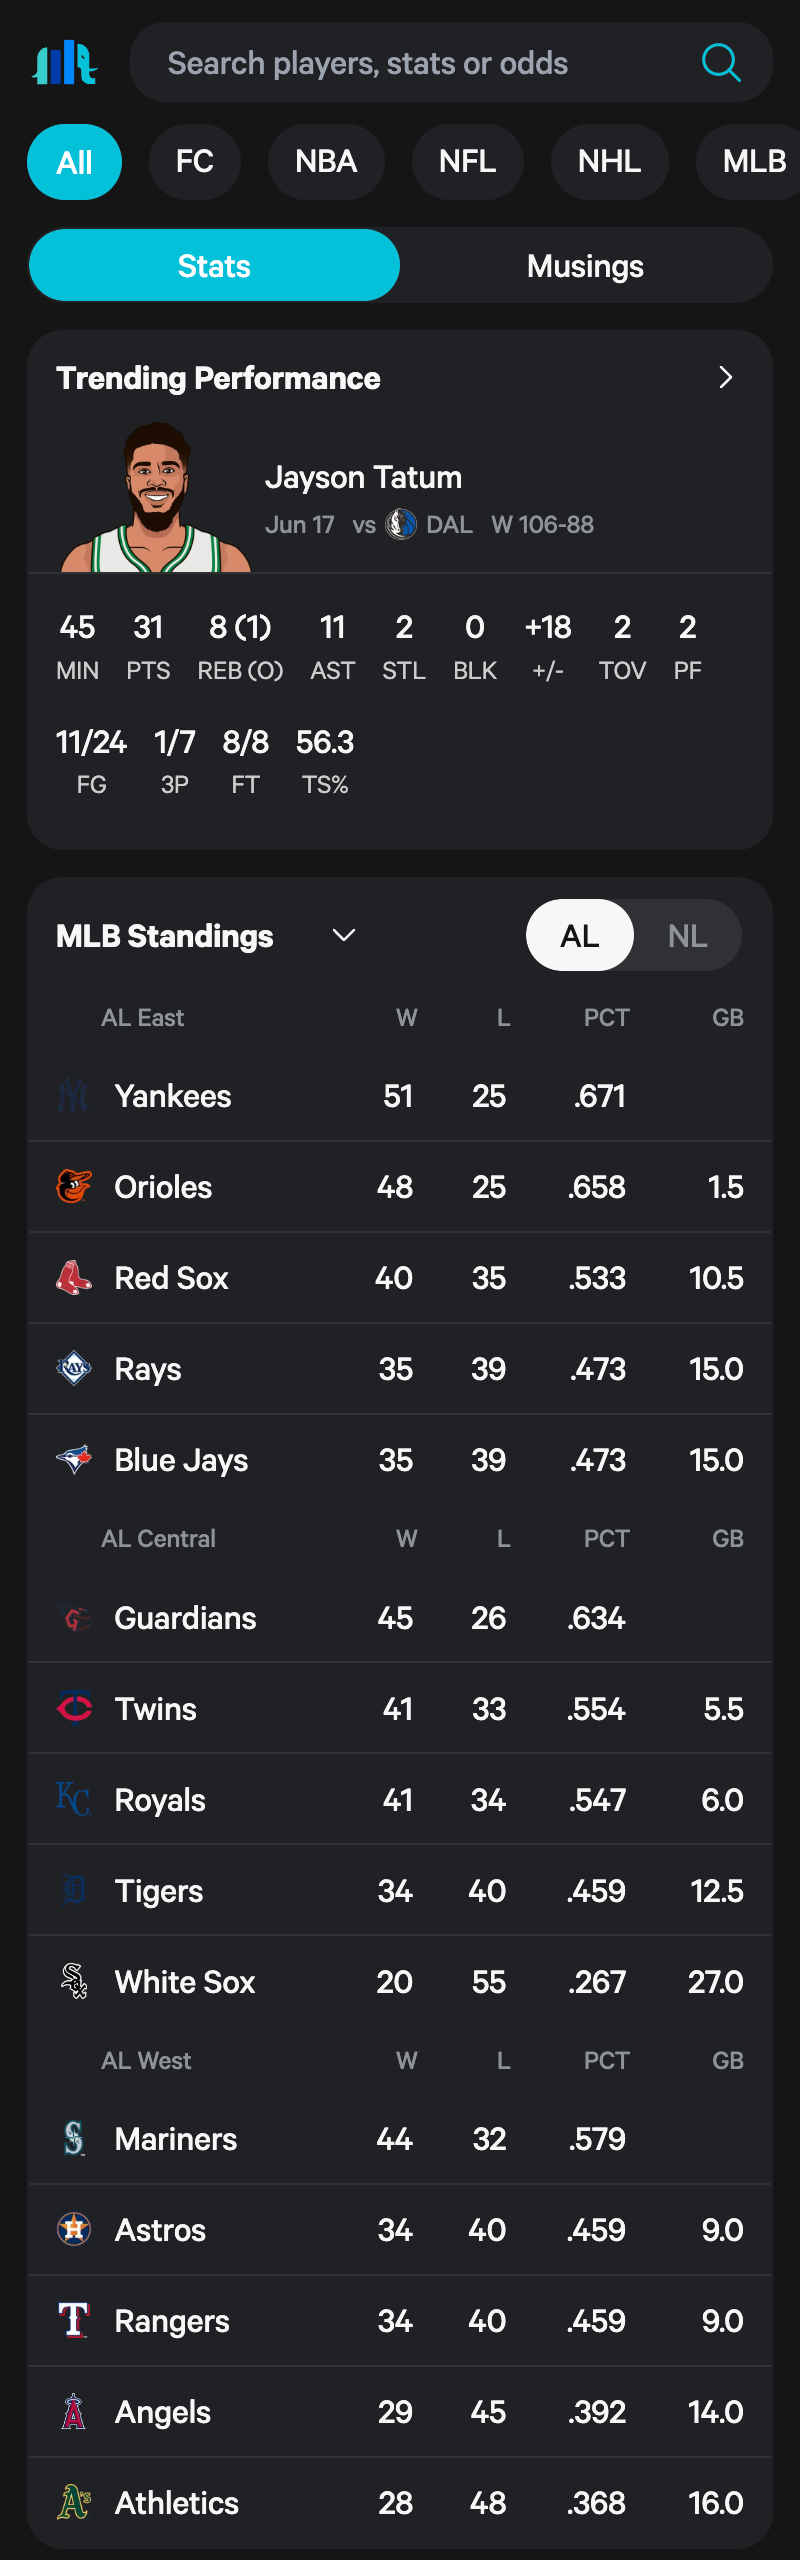 Search players, stats or odds
All FC NBA NFL NHL MLB
Stats Musings
Trending Performance
Jayson Tatum
Jun 17 vs DAL W 106-88
45 31 8 (1) 11 2 0 +18 2 2
MIN PTS REB (O) AST STL BLK +/- TOV PF
11/24 1/7 8/8 56.3
FG 3P FT TS%
MLB Standings AL NL
AL East W L PCT GB
Yankees 51 25 .671
Orioles 48 25 .658 1.5
Red Sox 40 35 .533 10.5
Rays 35 39 .473 15.0
Blue Jays 35 39 .473 15.0
AL Central W L PCT GB
Guardians 45 26 .634
Twins 41 33 .554 5.5
Royals 41 34 .547 6.0
Tigers 34 40 .459 12.5
White Sox 20 55 .267 27.0
AL West W L PCT GB
Mariners 44 32 .579
Astros 34 40 .459 9.0
Rangers 34 40 .459 9.0
Angels 29 45 .392 14.0
Athletics 28 48 .368 16.0